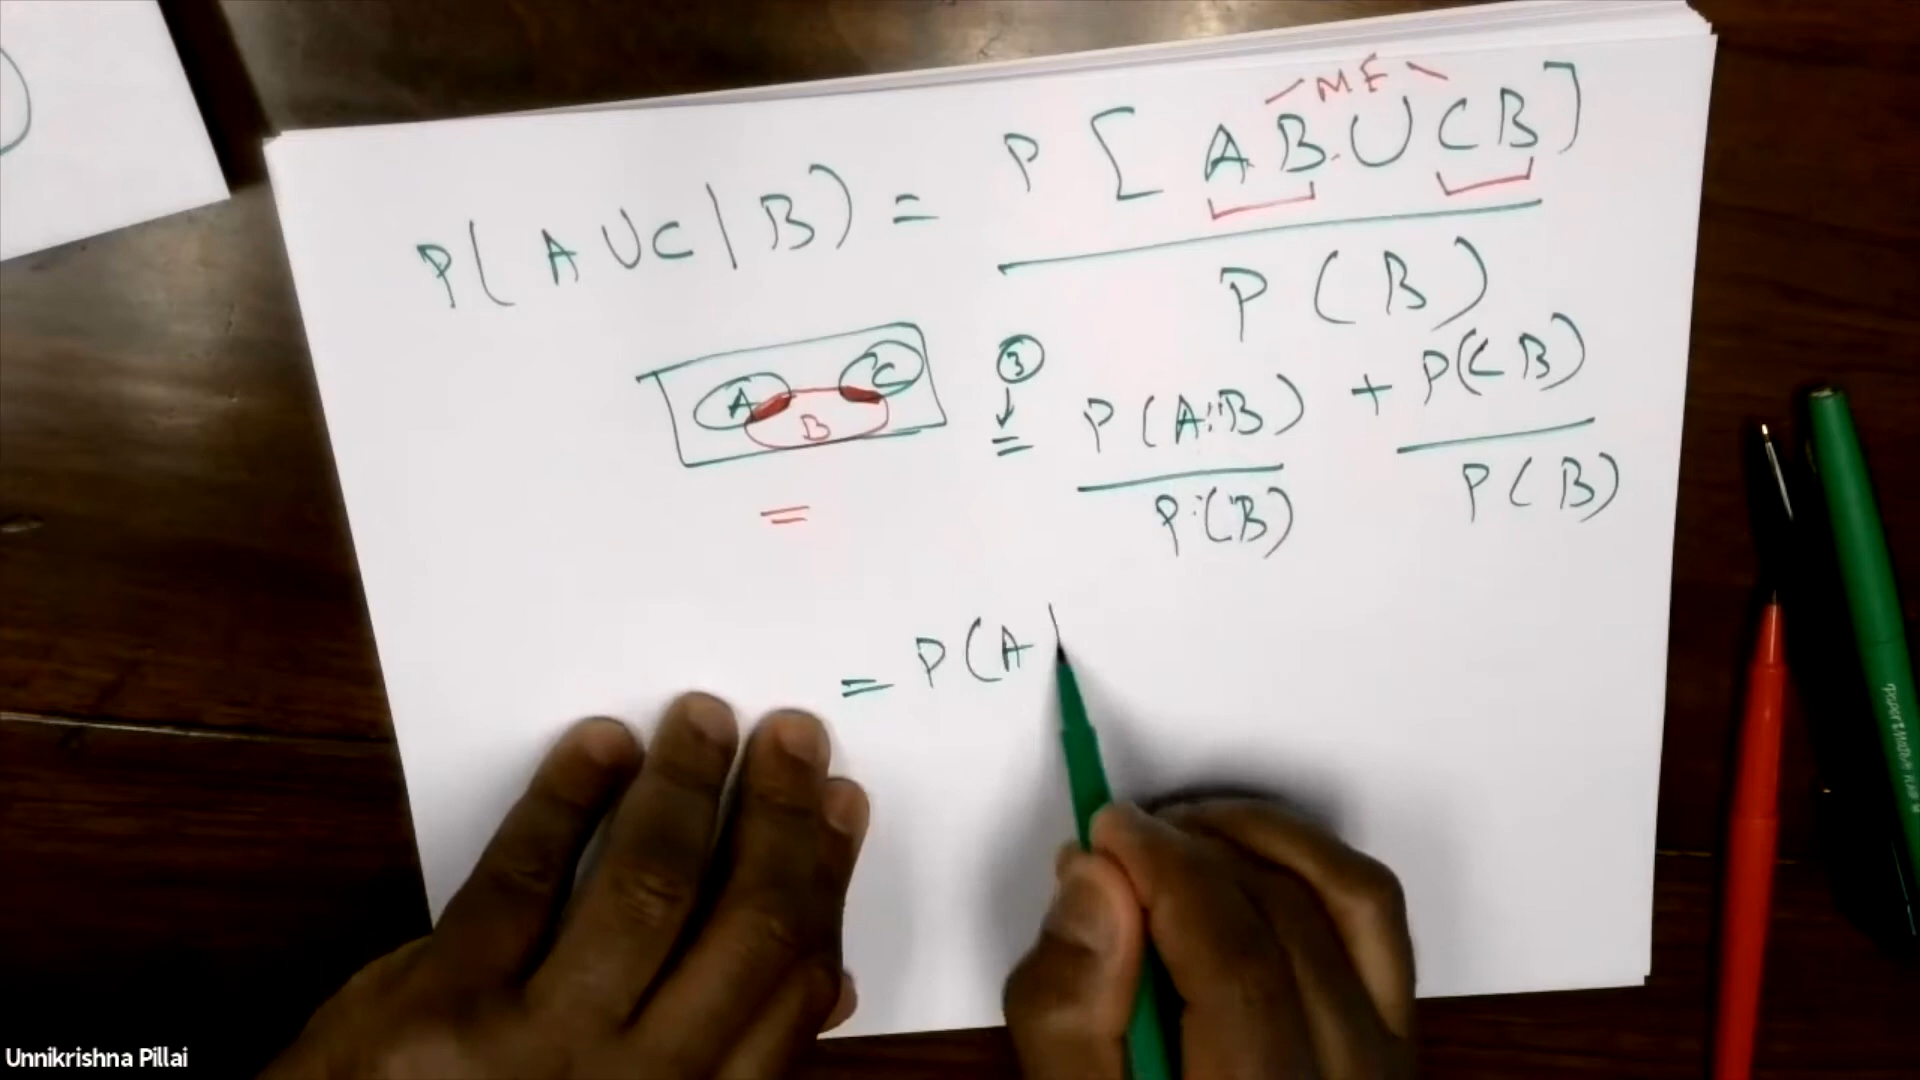 — ME —
P(A∪C|B) = P[AB∪CB]
P(B)
A C B
③
= P(AB) + P(CB)
P(B) P(B)
=
= P(A|
Unnikrishna Pillai